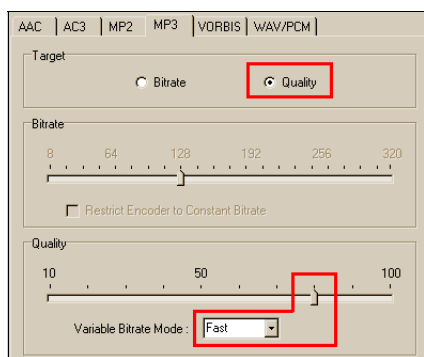 AAC AC3 MP2 MP3 VORBIS WAV/PCM
Target
Bitrate Quality
Bitrate
8 64 128 192 256 320
Restrict Encoder to Constant Bitrate
Quality
10 50 100
Variable Bitrate Mode : Fast